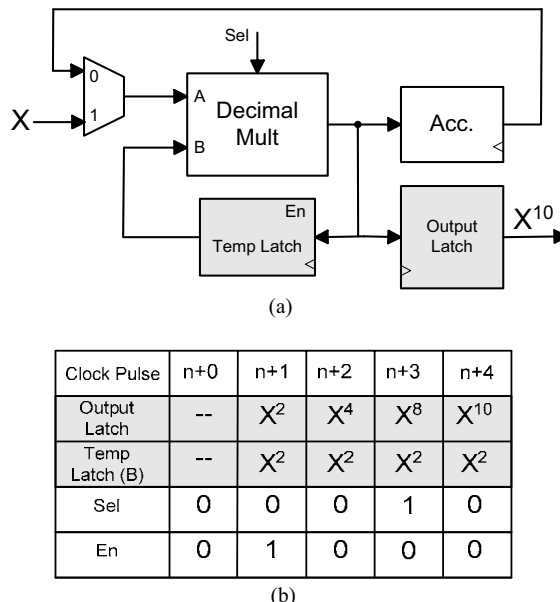 Sel
0
1
X
A
B
Decimal
Mult
Acc.
En
Temp Latch
Output
Latch
X¹⁰
(a)
Clock Pulse n+0 n+1 n+2 n+3 n+4
Output
Latch -- X² X⁴ X⁸ X¹⁰
Temp
Latch (B) -- X² X² X² X²
Sel 0 0 0 1 0
En 0 1 0 0 0
(b)